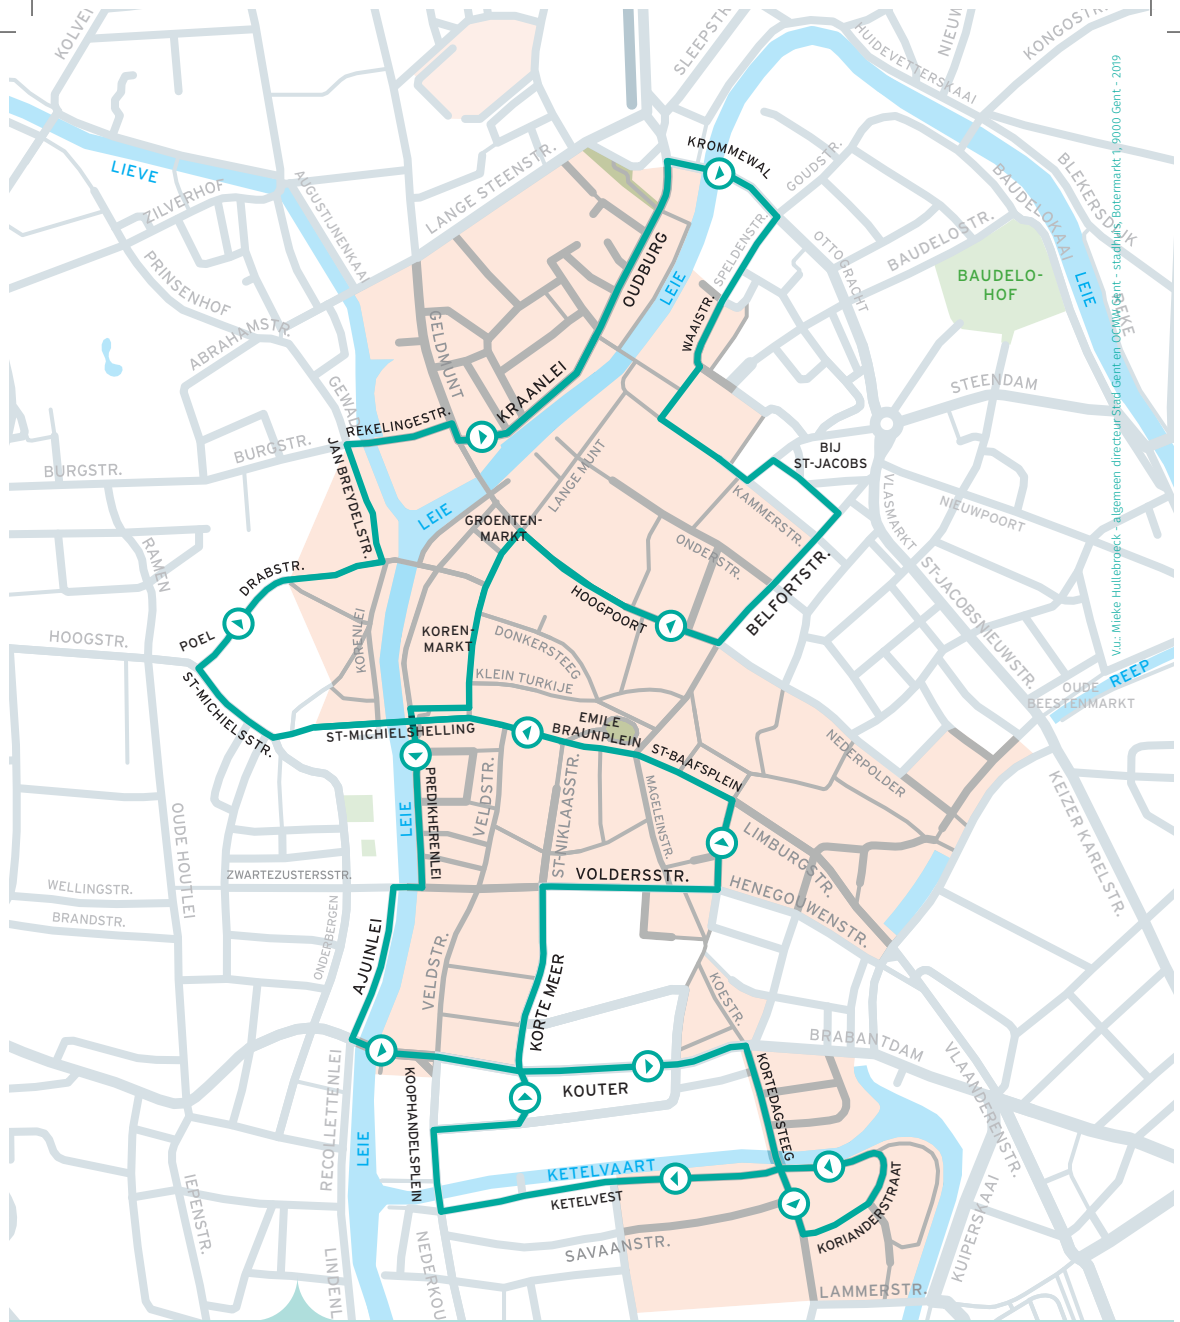 KOLVE
SLEEPSTR.
HUIDEVETTERSKAAI
NIEUW
KONGOSTR.
LIEVE
ZILVERHOF
AUGUSTIJNENKAAI
LANGE STEENSTR.
KROMMEWAL
GOUDSTR.
BLEKERSDIJK
BAUDELOKAAI
PRINSENHOF
OUDBURG
LEIE
SPELDENSTR.
OTTOGRACHT
BAUDELOSTR.
BAUDELO-
HOF
LEIE
ABRAHAMSTR.
GELDMUNT
WAAISTR.
STEENDAM
GEWAD
KRAANLEI
REKELINGESTR.
BURGSTR.
BURGSTR.
JAN BREYDELSTR.
LANGE MUNT
BIJ
ST-JACOBS
KAMMERSTR.
VLASMARKT
NIEUWPOORT
LEIE
GROENTEN-
MARKT
ONDERSTR.
BELFORTSTR.
ST-JACOBSNIEUWSTR.
RAMEN
DRABSTR.
HOOGPOORT
HOOGSTR.
POEL
KORENLEI
KOREN-
MARKT
DONKERSTEEG
KLEIN TURKIJE
REEP
OUDE
BEESTENMARKT
ST-MICHIELSSTR.
ST-MICHIELSHELLING
EMILE
BRAUNPLEIN
ST-BAAFSPLEIN
NEDERPOLDER
KEIZER KARELSTR.
OUDE HOUTLEI
LEIE
PREDIKHERENLEI
VELDSTR.
ST-NIKLAASSTR.
MAGELEINSTR.
LIMBURGSTR.
ZWARTEZUSTERSSTR.
VOLDERSSTR.
HENEGOUWENSTR.
WELLINGSTR.
BRANDSTR.
ONDERBERGEN
AJUINLEI
VELDSTR.
KORTE MEER
KOESTR.
BRABANTDAM
VLAANDERENSTR.
RECOLLETTENLEI
LEIE
KOOPHANDELSPLEIN
KOUTER
KORTEDAGSTEEG
KETELVAART
KETELVEST
KORIANDERSTRAAT
IEPENSTR.
LINDENL
NEDERKOU
SAVAANSTR.
LAMMERSTR.
KUIPERSKAAI
V.u.: Mieke Hullebroeck - algemeen directeur Stad Gent en OCMW Gent - stadhuis, Botermarkt 1, 9000 Gent - 2019